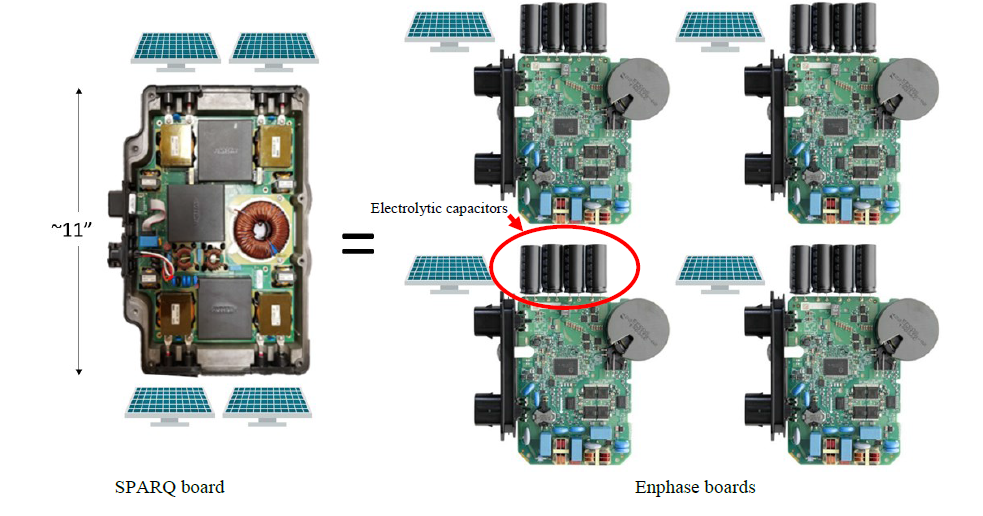 Electrolytic capacitors
~11”
=
SPARQ board
Enphase boards